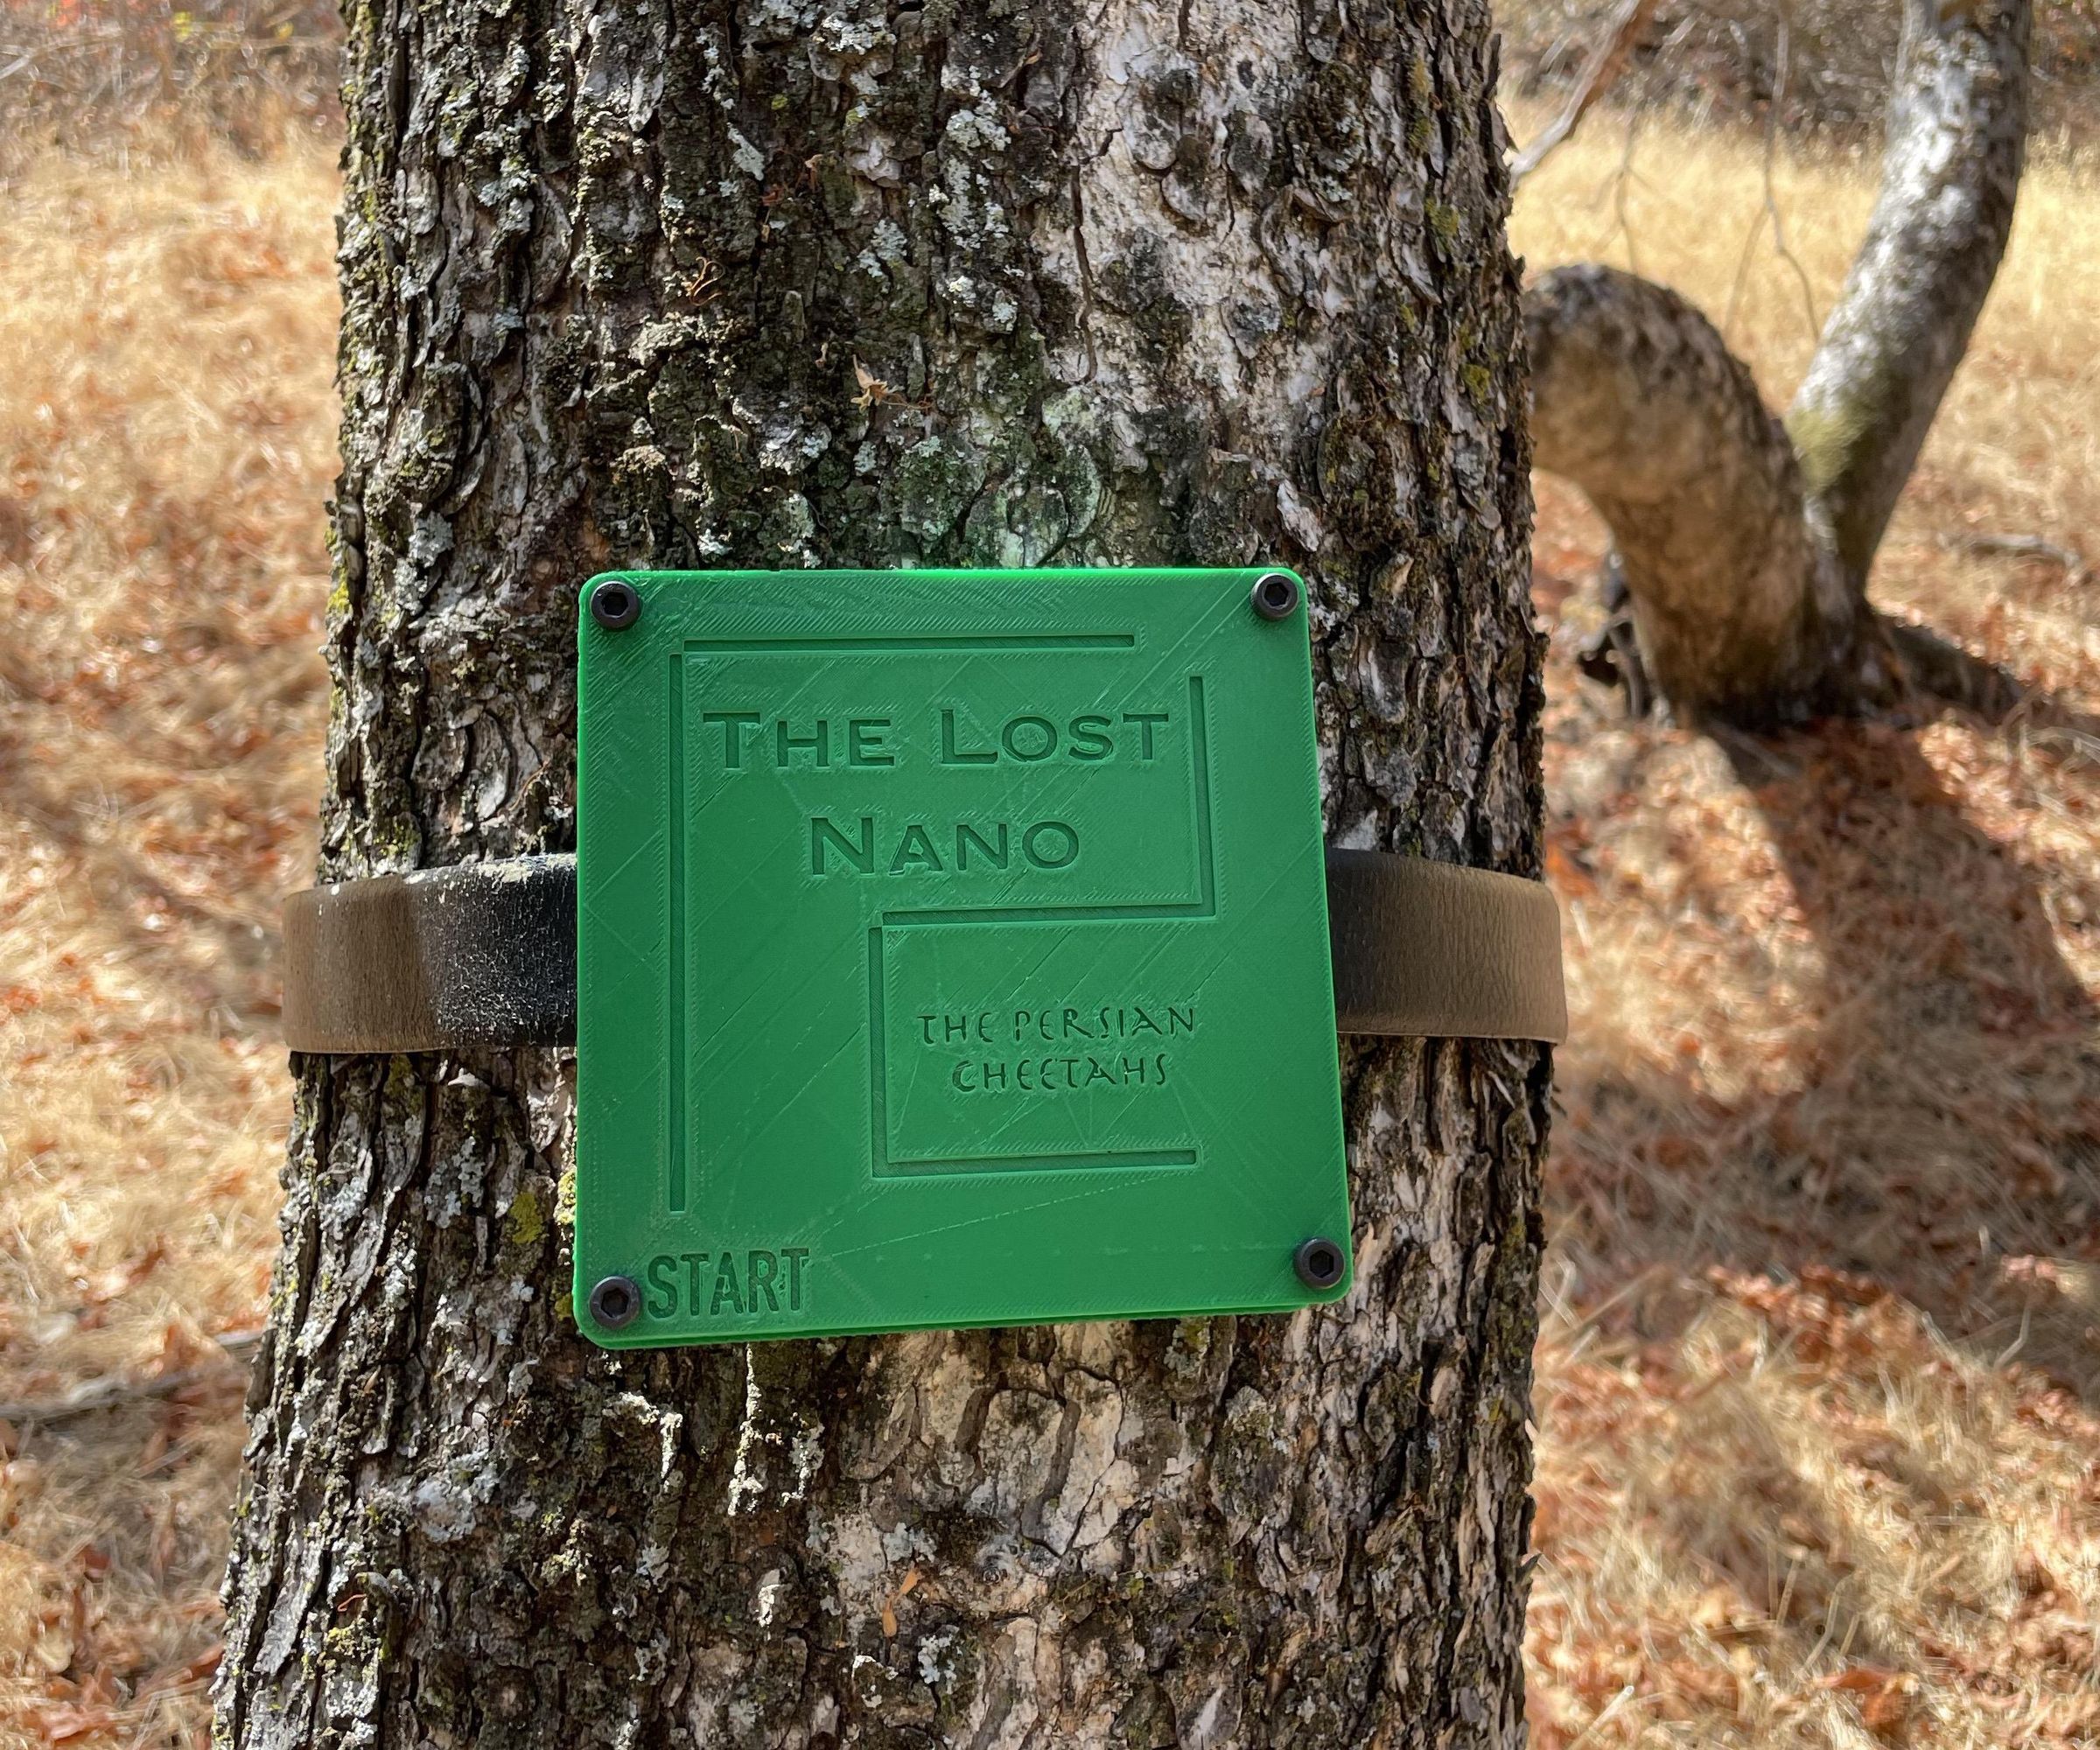 THE LOST
NANO
THE PERSIAN
CHEETAHS
START